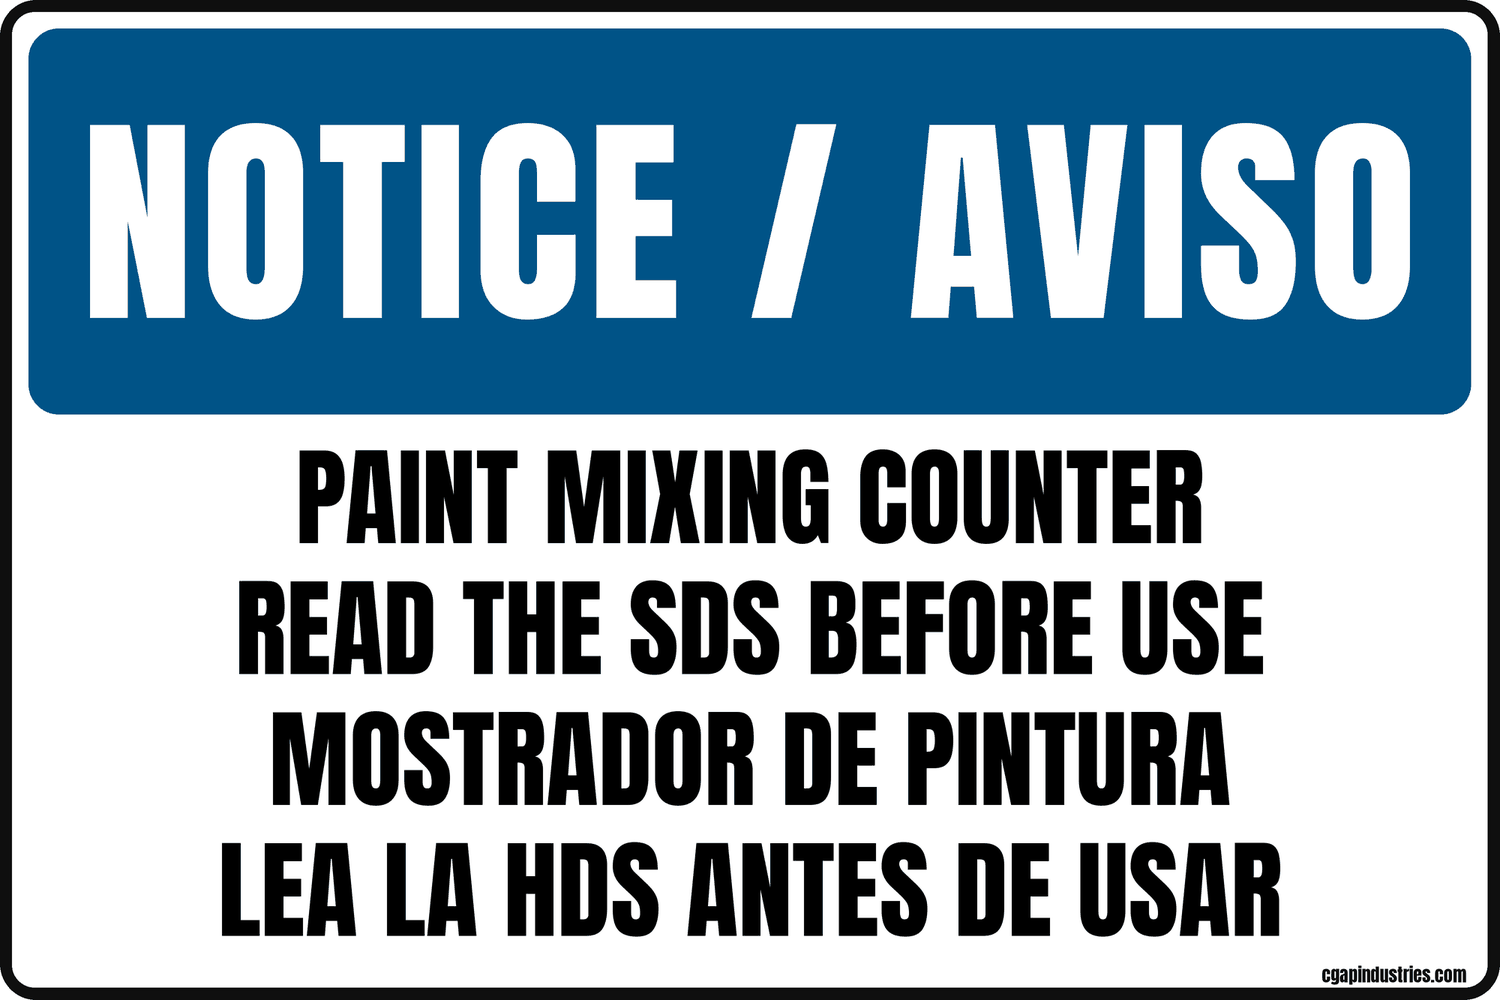 NOTICE / AVISO
PAINT MIXING COUNTER
READ THE SDS BEFORE USE
MOSTRADOR DE PINTURA
LEA LA HDS ANTES DE USAR
cgapindustries.com